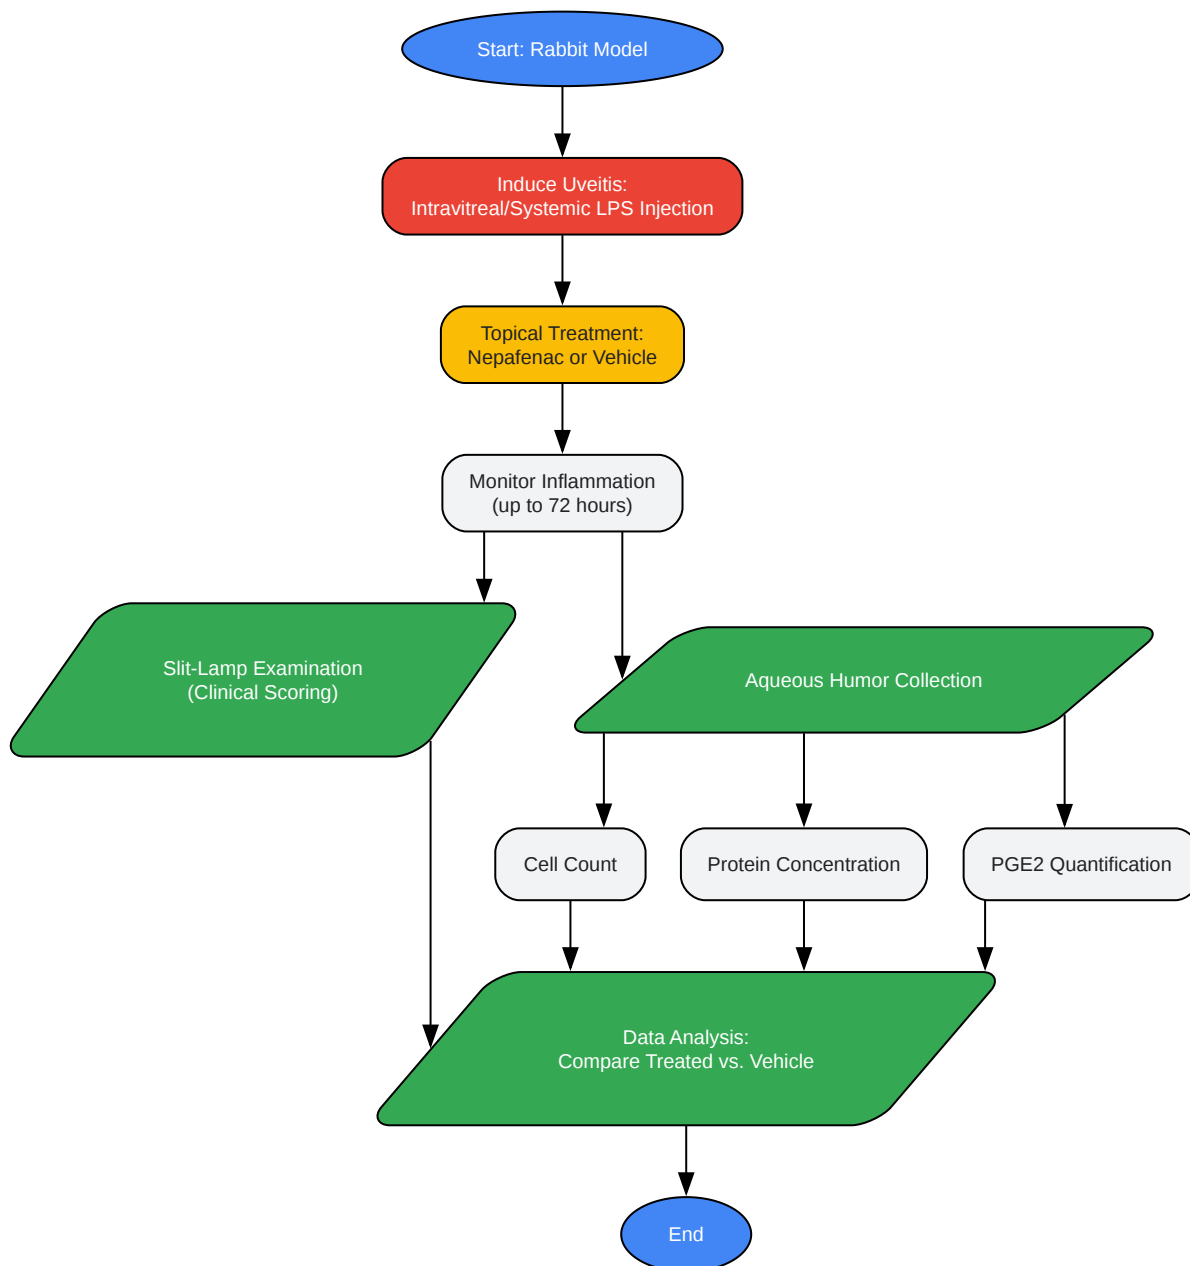 Start: Rabbit Model
Induce Uveitis:
Intravitreal/Systemic LPS Injection
Topical Treatment:
Nepafenac or Vehicle
Monitor Inflammation
(up to 72 hours)
Slit-Lamp Examination
(Clinical Scoring)
Aqueous Humor Collection
Cell Count
Protein Concentration
PGE2 Quantification
Data Analysis:
Compare Treated vs. Vehicle
End